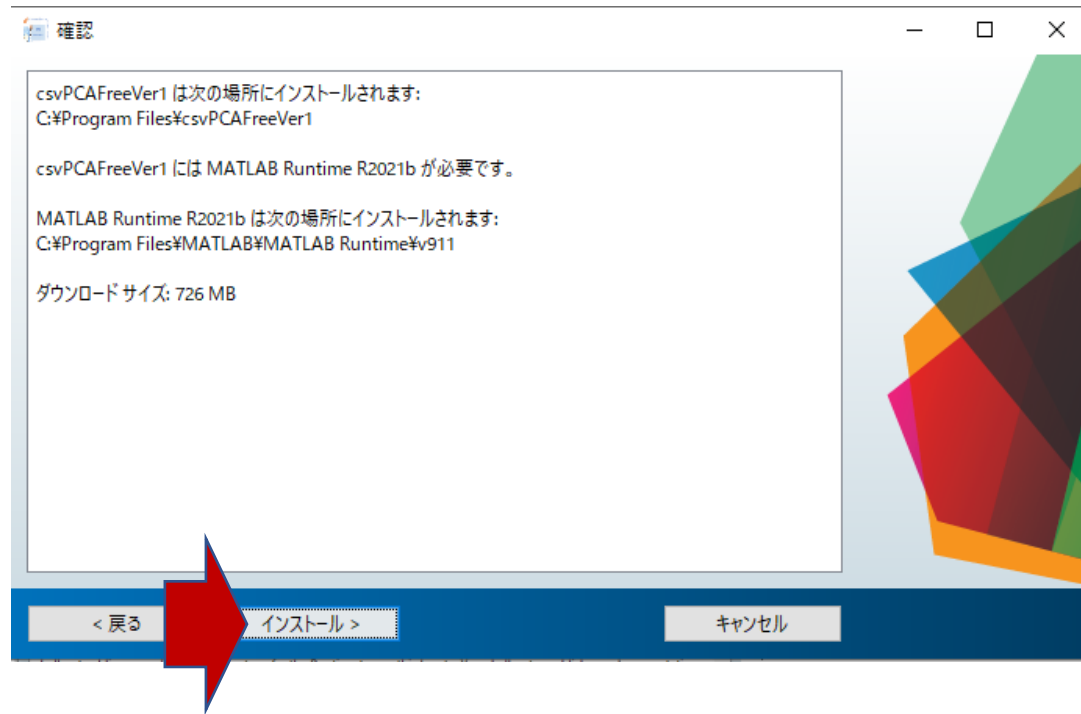 確認
csvPCAFreeVer1 は次の場所にインストールされます:
C:¥Program Files¥csvPCAFreeVer1
csvPCAFreeVer1 には MATLAB Runtime R2021b が必要です。
MATLAB Runtime R2021b は次の場所にインストールされます:
C:¥Program Files¥MATLAB¥MATLAB Runtime¥v911
ダウンロード サイズ: 726 MB
< 戻る
インストール >
キャンセル